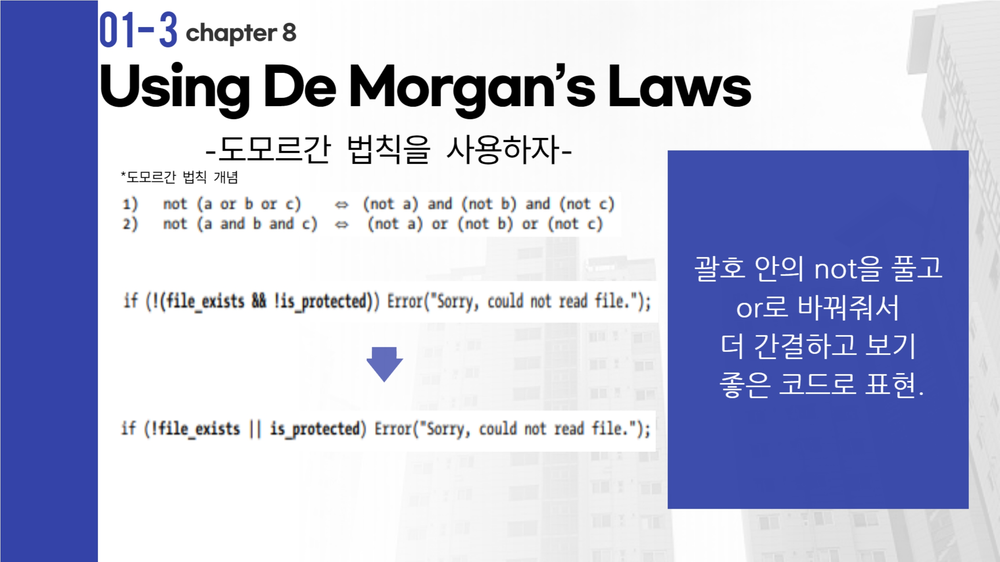 01-3 chapter 8
Using De Morgan’s Laws
-도모르간 법칙을 사용하자-
*도모르간 법칙 개념
1) not (a or b or c) ⇔ (not a) and (not b) and (not c)
2) not (a and b and c) ⇔ (not a) or (not b) or (not c)
if (!(file_exists && !is_protected)) Error("Sorry, could not read file.");
if (!file_exists || is_protected) Error("Sorry, could not read file.");
괄호 안의 not을 풀고
or로 바꿔줘서
더 간결하고 보기
좋은 코드로 표현.